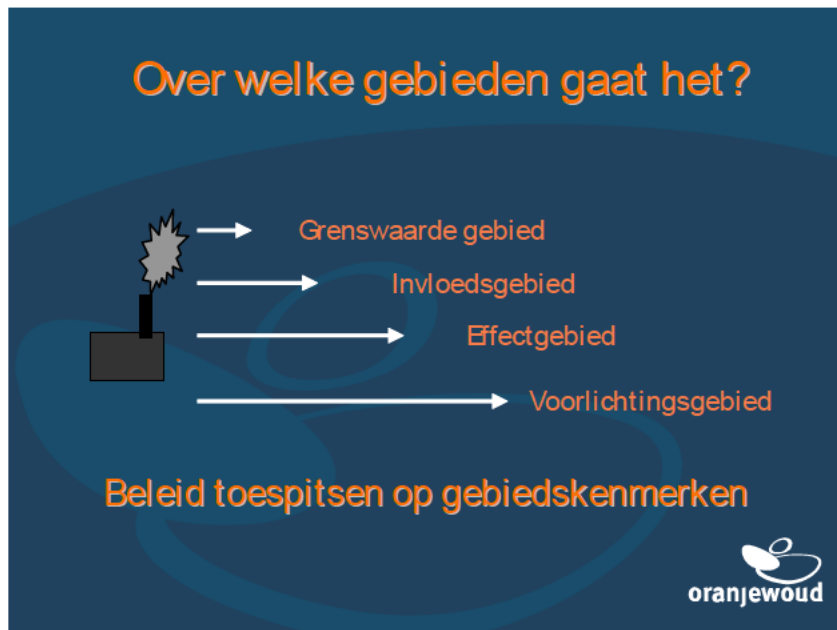 Over welke gebieden gaat het?
Grenswaarde gebied
Invloedsgebied
Effectgebied
Voorlichtingsgebied
Beleid toespitsen op gebiedskenmerken
oranjewoud